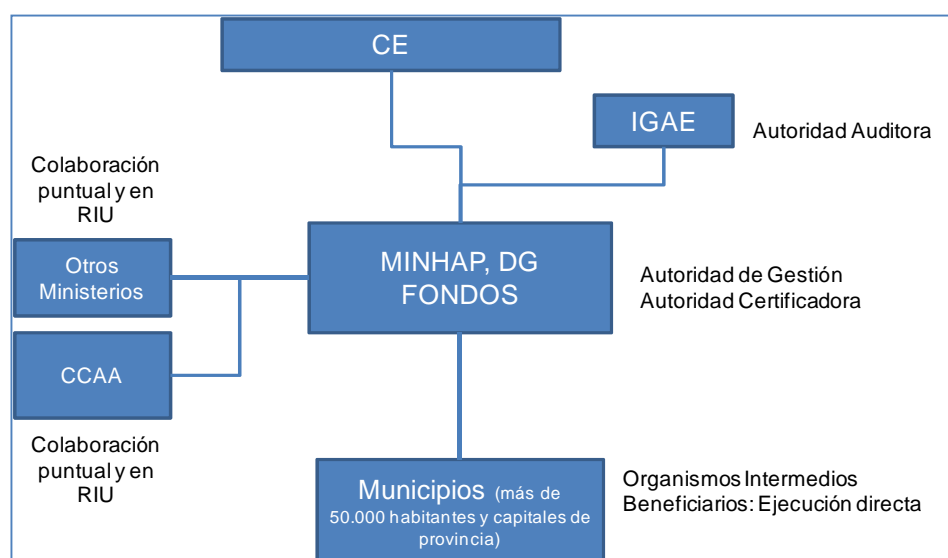 CE
IGAE
Autoridad Auditora
Colaboración
puntual y en
RIU
Otros
Ministerios
MINHAP, DG
FONDOS
Autoridad de Gestión
Autoridad Certificadora
CCAA
Colaboración
puntual y en
RIU
Municipios (más de
50.000 habitantes y capitales de
provincia)
Organismos Intermedios
Beneficiarios: Ejecución directa